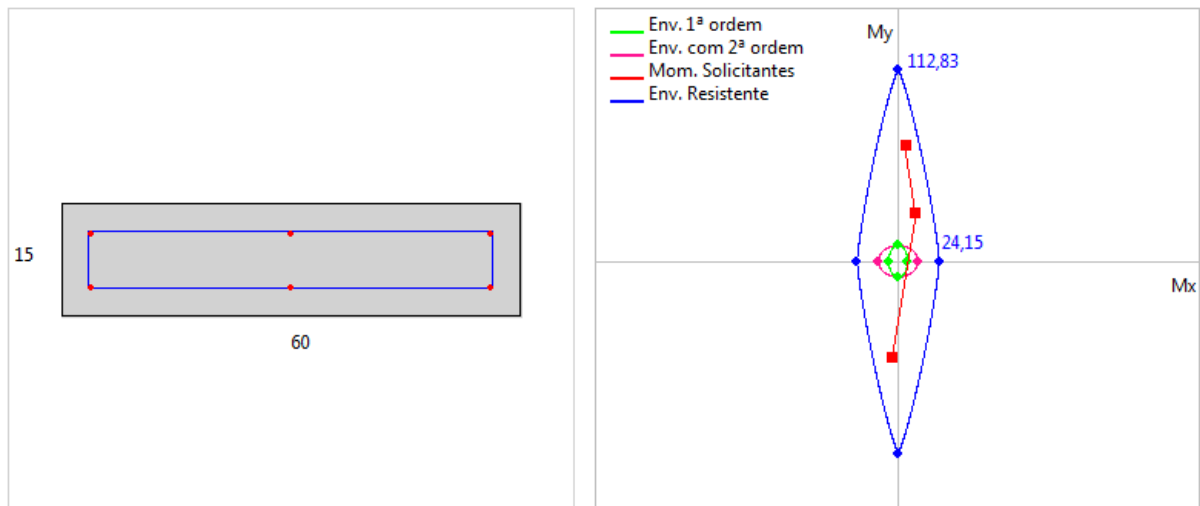 15
60
Env. 1ª ordem
Env. com 2ª ordem
Mom. Solicitantes
Env. Resistente
My
112,83
24,15
Mx